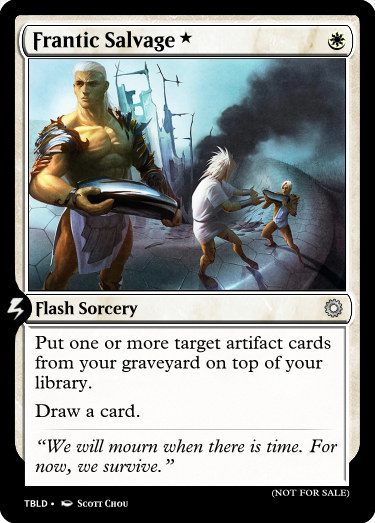 Frantic Salvage ★
Flash Sorcery
Put one or more target artifact cards
from your graveyard on top of your
library.
Draw a card.
“We will mourn when there is time. For
now, we survive.”
(NOT FOR SALE)
TBLD • Scott Chou